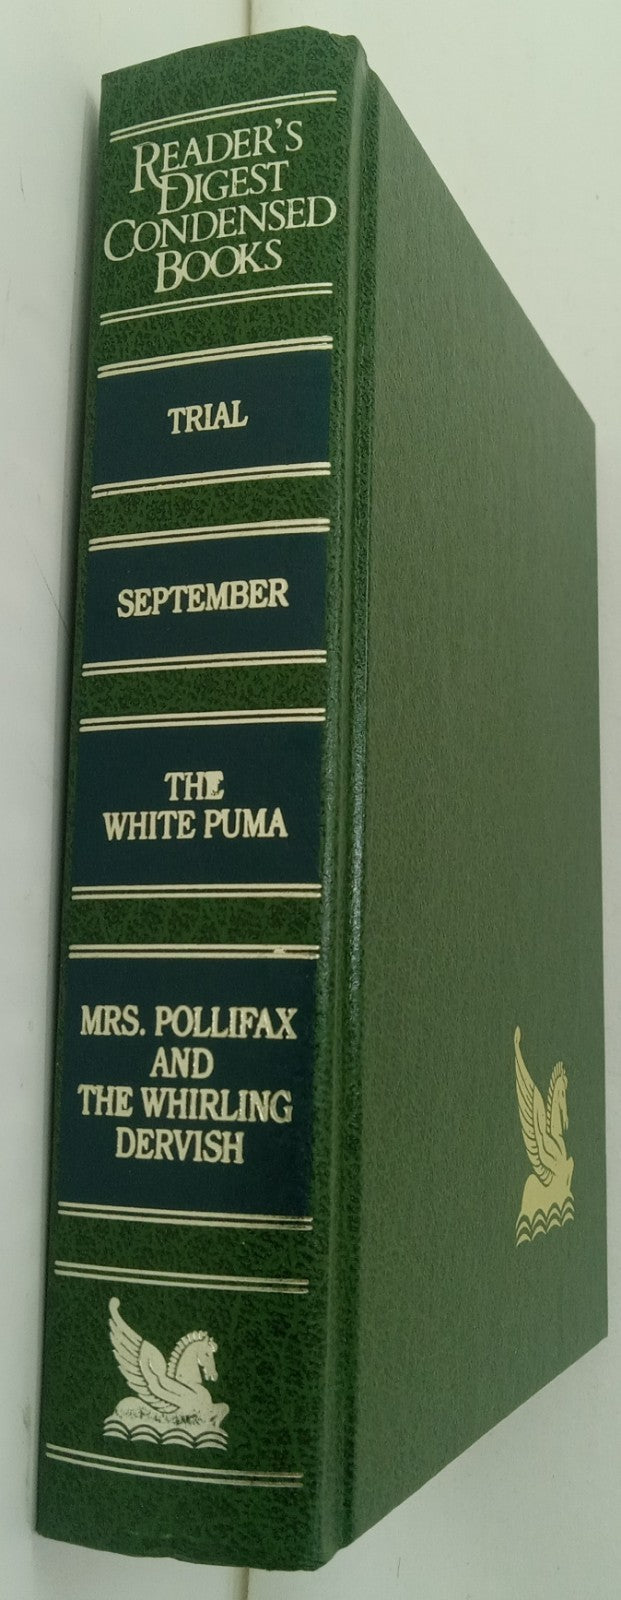 READER'S
DIGEST
CONDENSED
BOOKS
TRIAL
SEPTEMBER
THE
WHITE PUMA
MRS. POLLIFAX
AND
THE WHIRLING
DERVISH